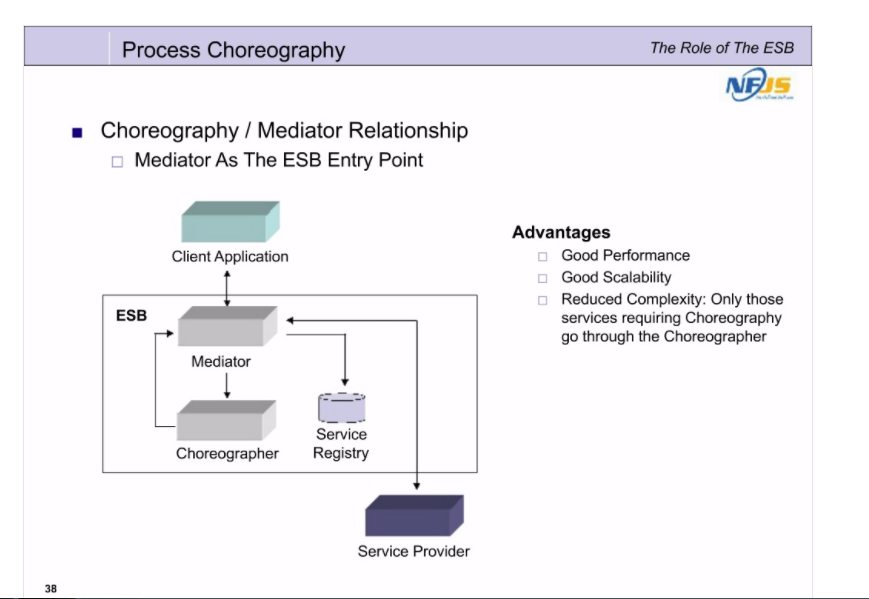 Process Choreography
The Role of The ESB
NFJS
Choreography / Mediator Relationship
Mediator As The ESB Entry Point
Client Application
ESB
Mediator
Choreographer
Service
Registry
Service Provider
Advantages
Good Performance
Good Scalability
Reduced Complexity: Only those
services requiring Choreography
go through the Choreographer
38